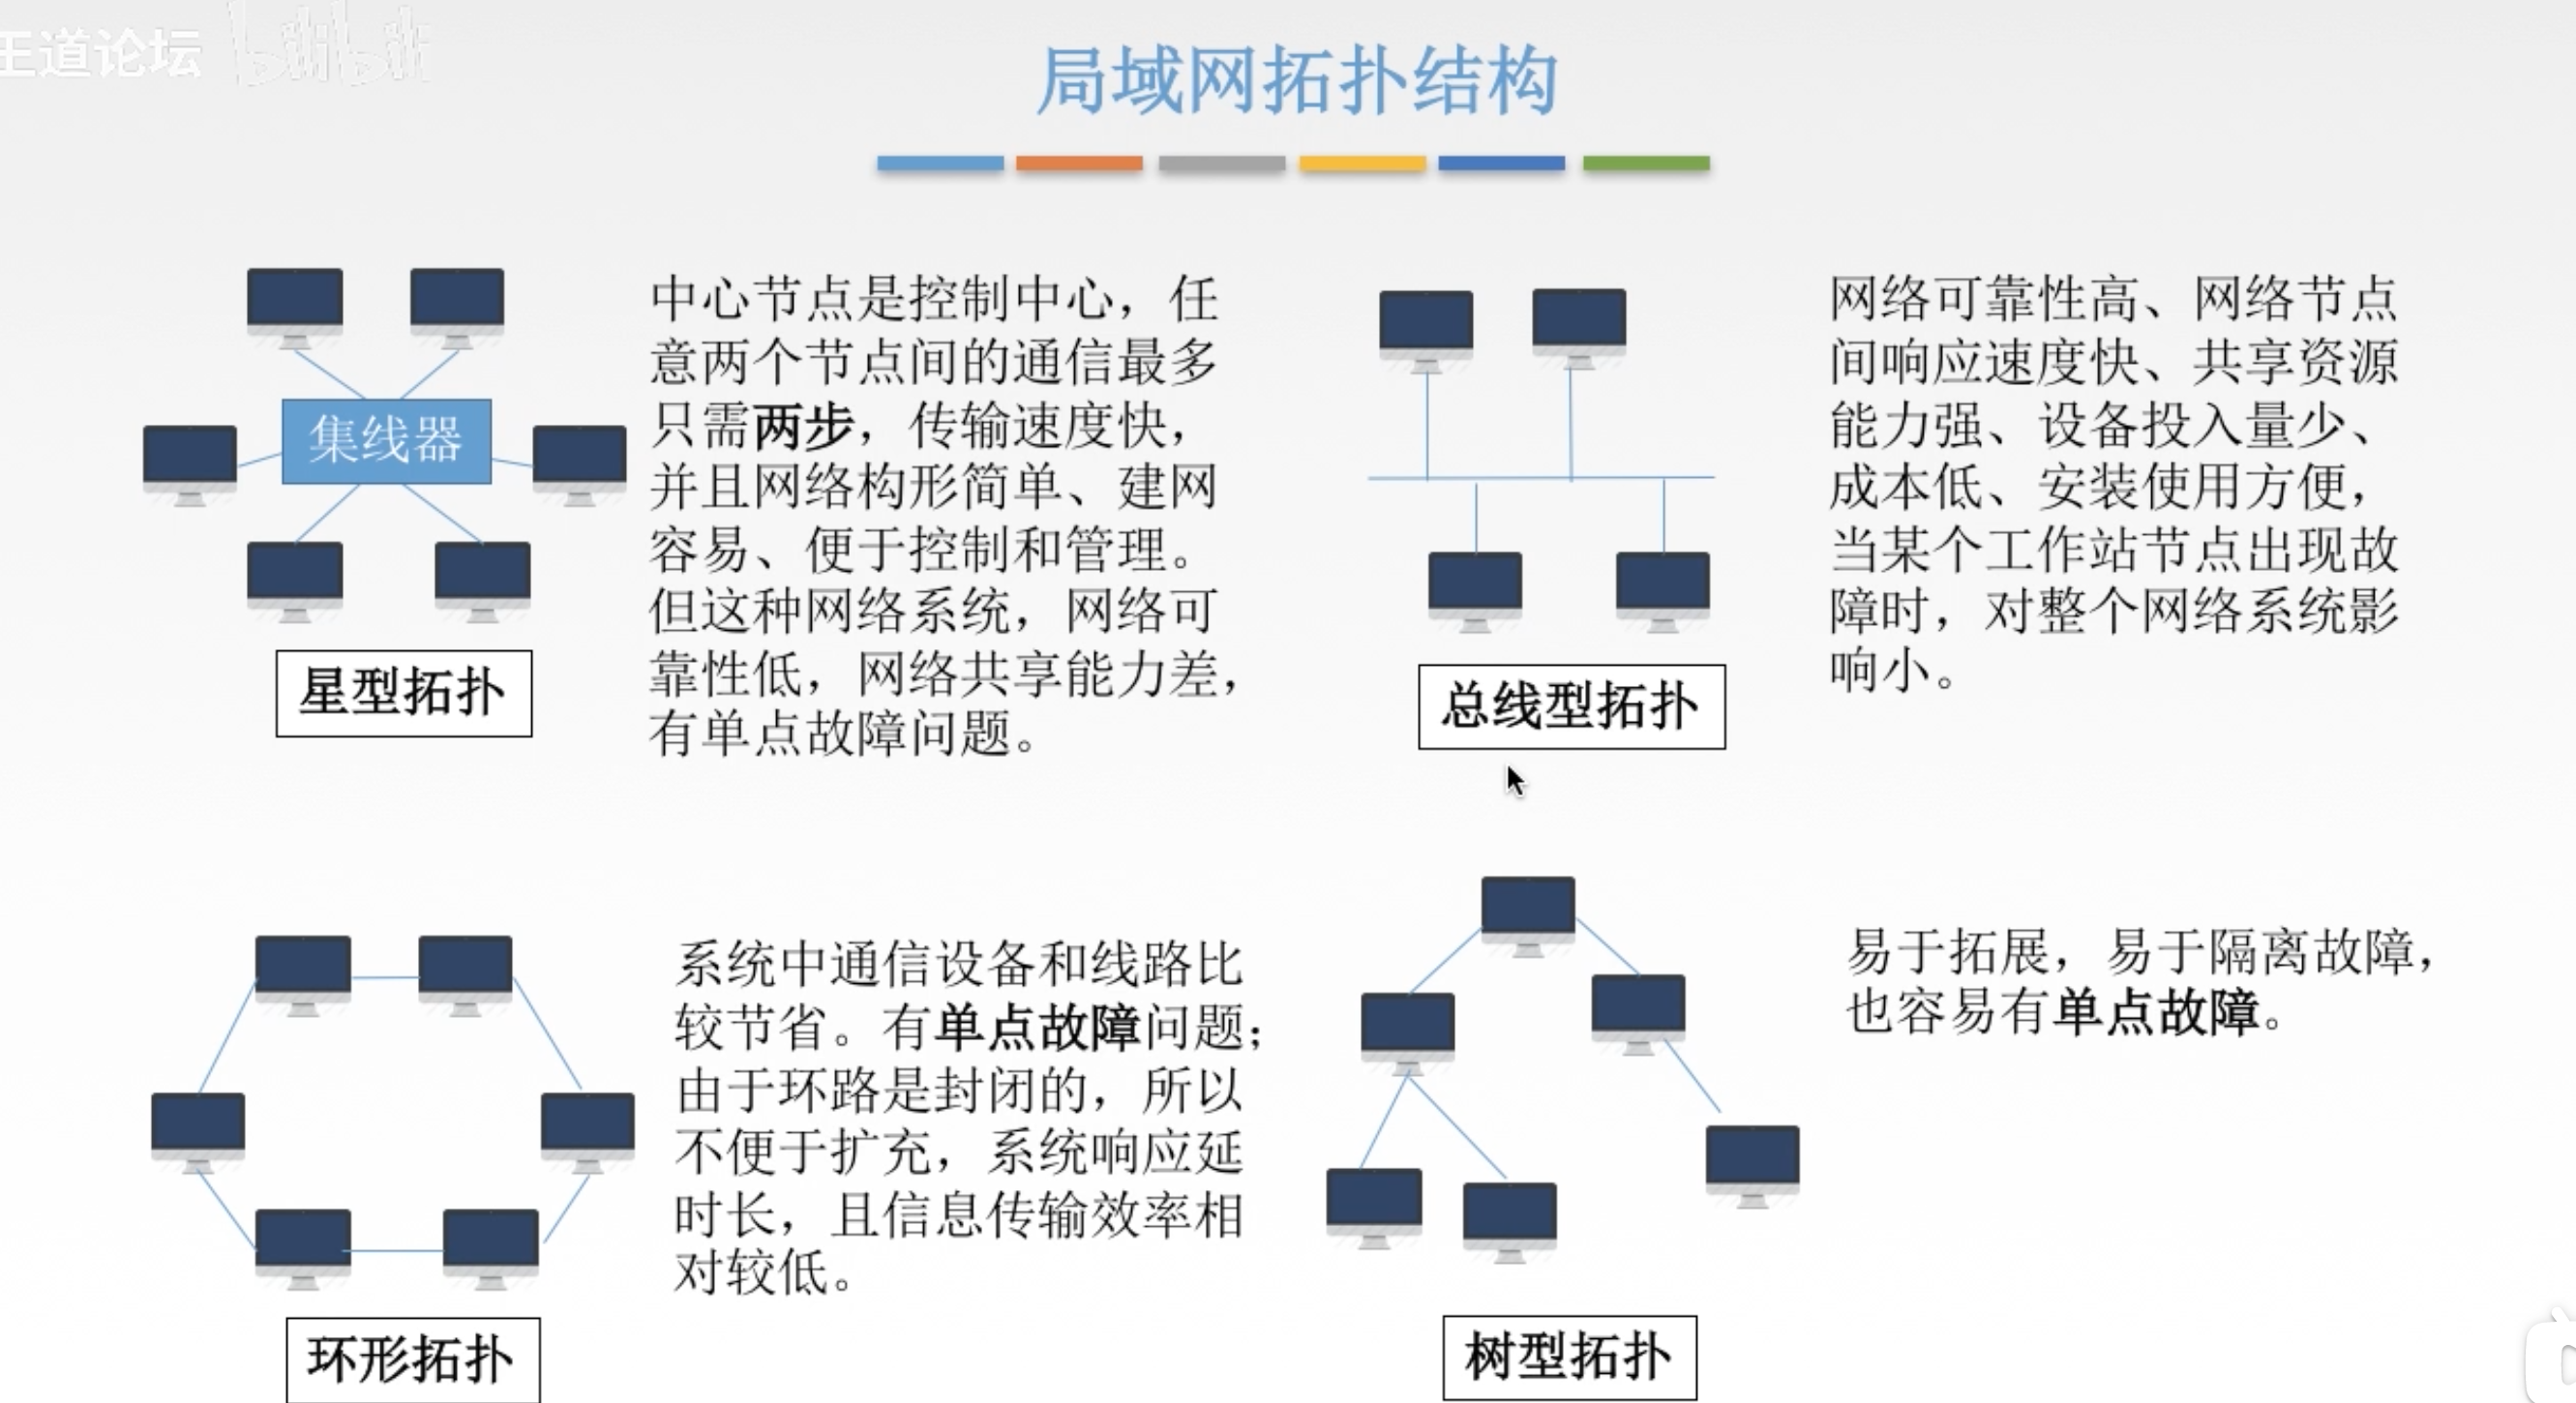 王道论坛 bilibili
局域网拓扑结构
集线器
星型拓扑
中心节点是控制中心，任
意两个节点间的通信最多
只需两步，传输速度快，
并且网络构形简单、建网
容易、便于控制和管理。
但这种网络系统，网络可
靠性低，网络共享能力差，
有单点故障问题。
总线型拓扑
网络可靠性高、网络节点
间响应速度快、共享资源
能力强、设备投入量少、
成本低、安装使用方便，
当某个工作站节点出现故
障时，对整个网络系统影
响小。
环形拓扑
系统中通信设备和线路比
较节省。有单点故障问题；
由于环路是封闭的，所以
不便于扩充，系统响应延
时长，且信息传输效率相
对较低。
树型拓扑
易于拓展，易于隔离故障，
也容易有单点故障。